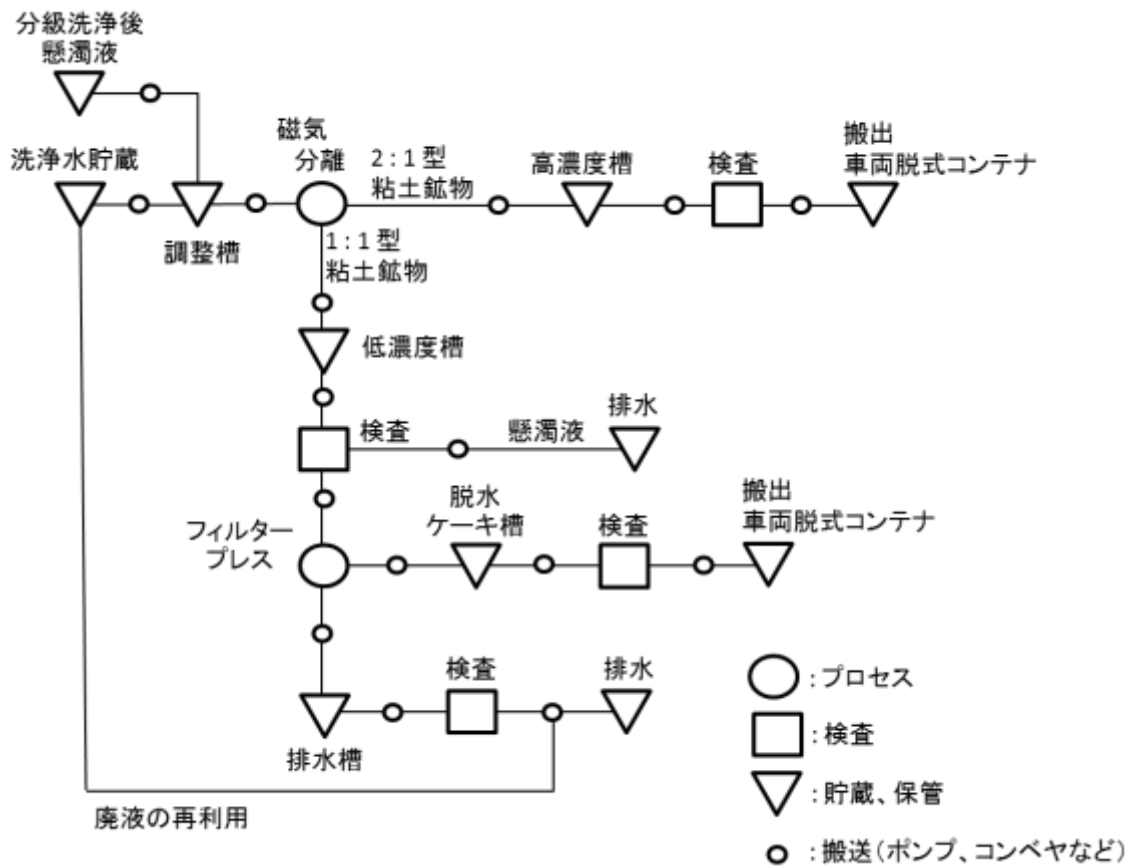 分級洗浄後
懸濁液
洗浄水貯蔵
調整槽
磁気
分離
2：1型
粘土鉱物
高濃度槽
検査
搬出
車両脱式コンテナ
1：1型
粘土鉱物
低濃度槽
検査
懸濁液
排水
フィルター
プレス
脱水
ケーキ槽
検査
搬出
車両脱式コンテナ
検査
排水
排水槽
廃液の再利用
：プロセス
：検査
：貯蔵、保管
：搬送（ポンプ、コンベヤなど）